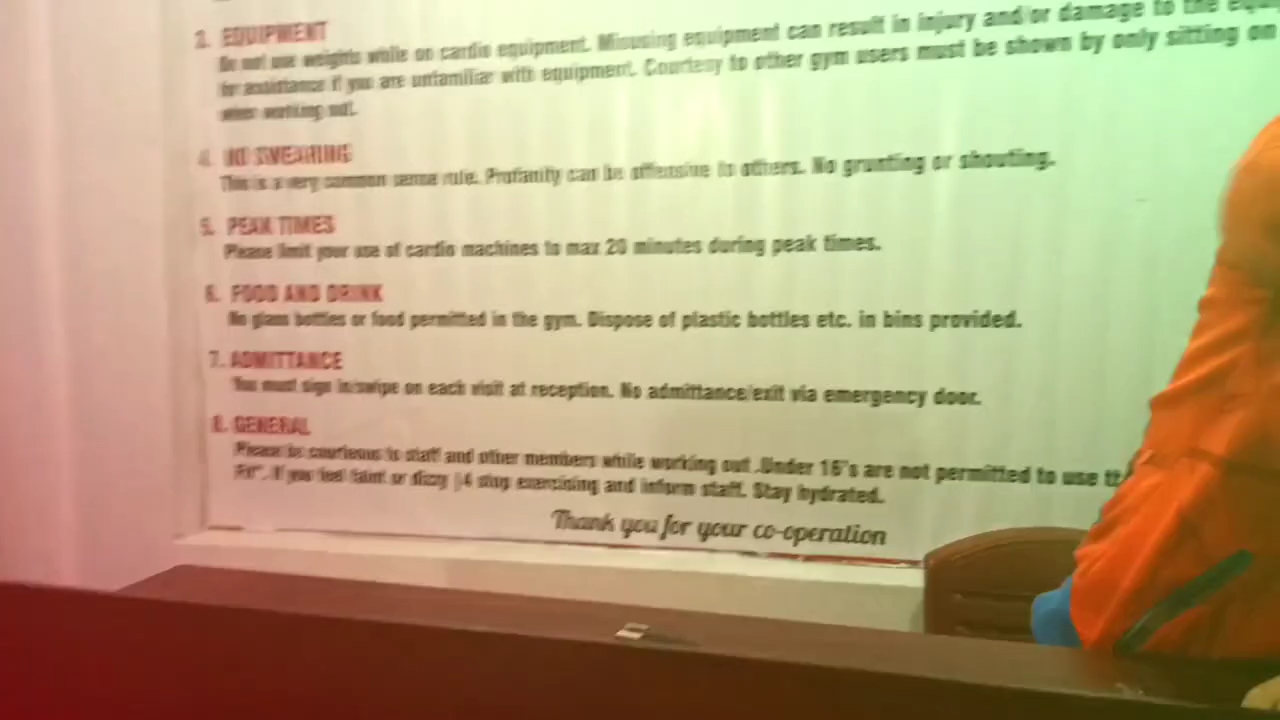 3. EQUIPMENT
Do not use weights while on cardio equipment. Misusing equipment can result in injury and/or damage to the equ
for assistance if you are unfamiliar with equipment. Courtesy to other gym users must be shown by only sitting on
when working out.
4. NO SWEARING
This is a very common sense rule. Profanity can be offensive to others. No grunting or shouting.
5. PEAK TIMES
Please limit your use of cardio machines to max 20 minutes during peak times.
6. FOOD AND DRINK
No glass bottles or food permitted in the gym. Dispose of plastic bottles etc. in bins provided.
7. ADMITTANCE
You must sign in/swipe on each visit at reception. No admittance/exit via emergency door.
8. GENERAL
Please be courteous to staff and other members while working out .Under 16"s are not permitted to use th
If you feel faint or dizzy stop exercising and inform staff. Stay hydrated.
Thank you for your co-operation